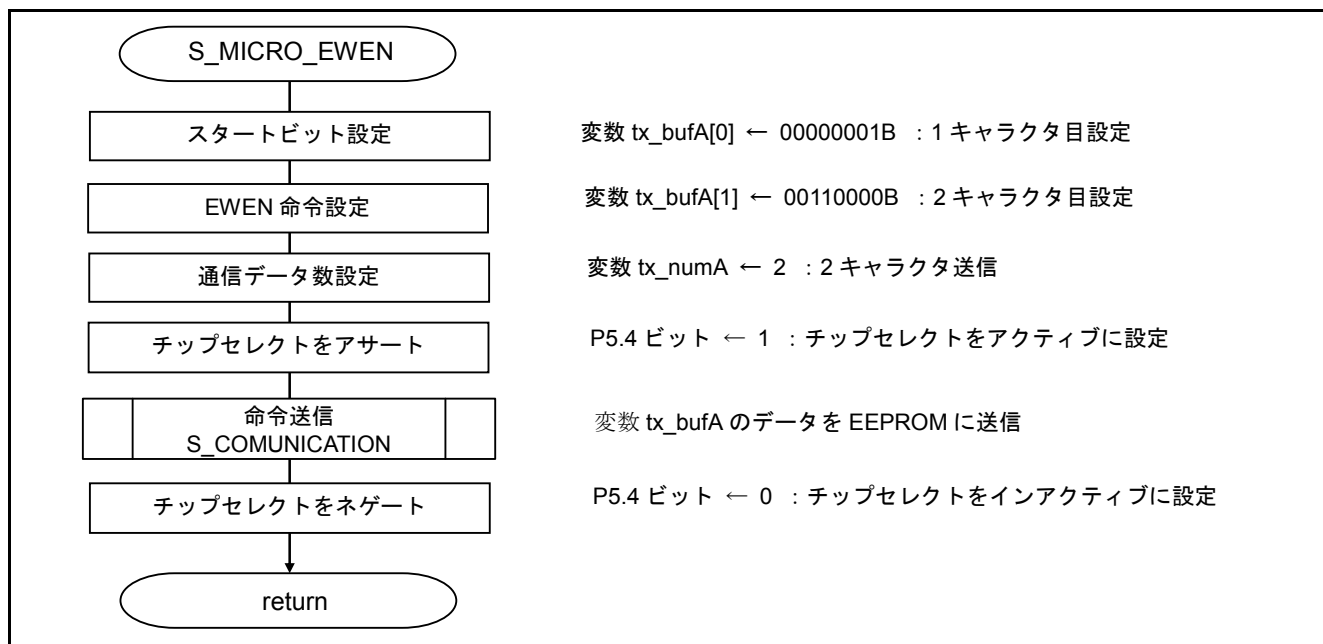 S_MICRO_EWEN
スタートビット設定
変数 tx_bufA[0] ← 00000001B ：1 キャラクタ目設定
EWEN 命令設定
変数 tx_bufA[1] ← 00110000B ：2 キャラクタ目設定
通信データ数設定
変数 tx_numA ← 2 ：2 キャラクタ送信
チップセレクトをアサート
P5.4 ビット ← 1 ：チップセレクトをアクティブに設定
命令送信
S_COMUNICATION
変数 tx_bufA のデータを EEPROM に送信
チップセレクトをネゲート
P5.4 ビット ← 0 ：チップセレクトをインアクティブに設定
return